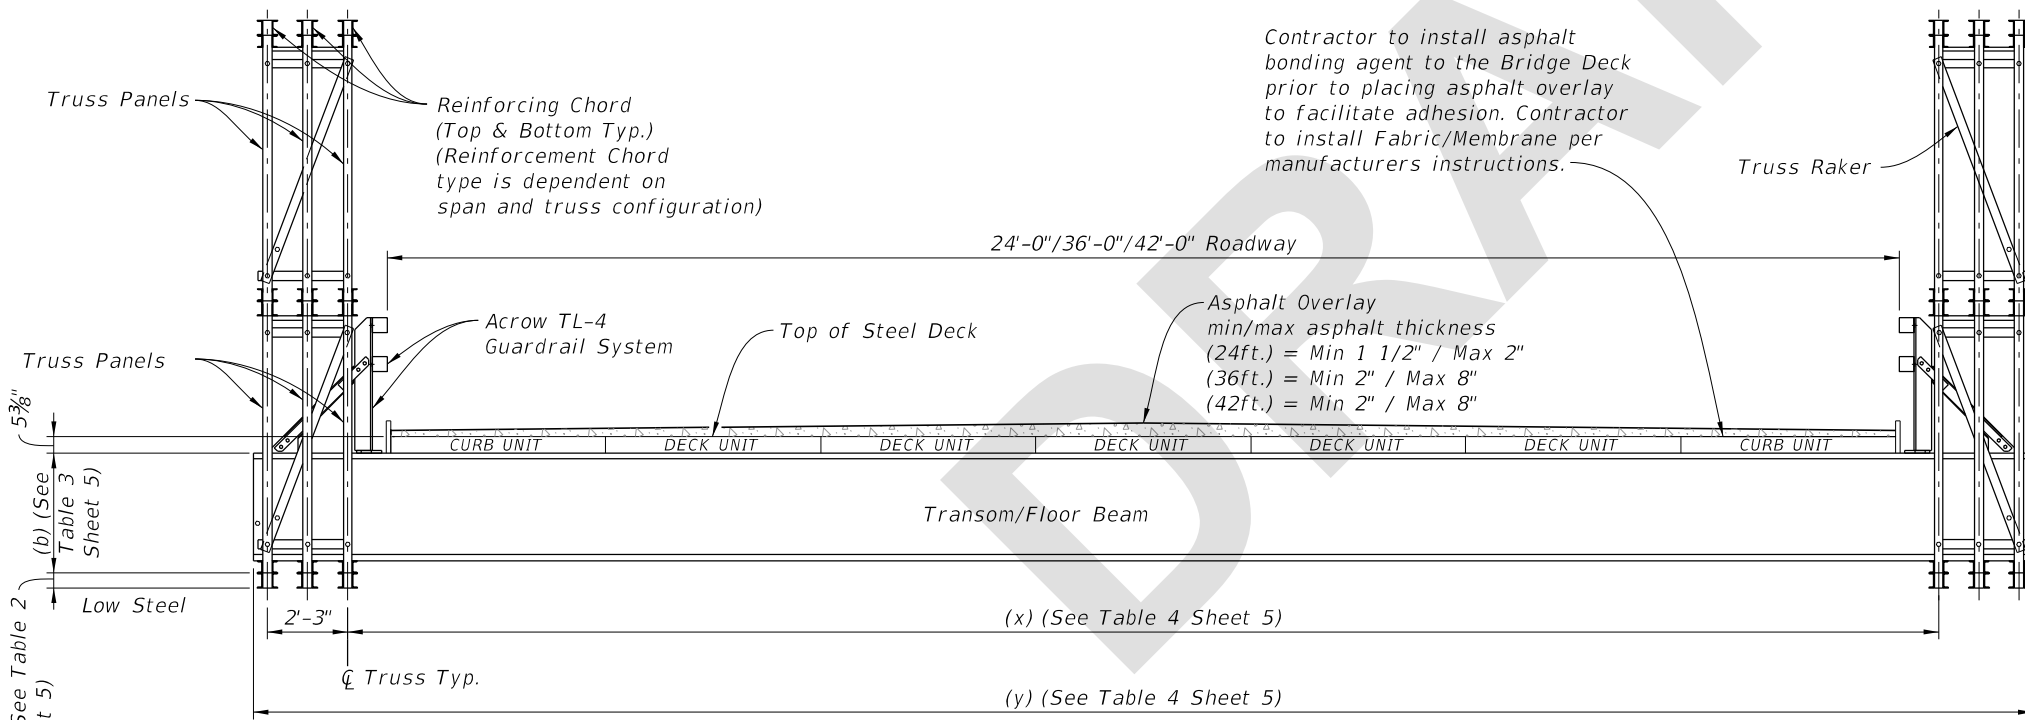 Truss Panels
Reinforcing Chord
(Top & Bottom Typ.)
(Reinforcement Chord
type is dependent on
span and truss configuration)
Contractor to install asphalt
bonding agent to the Bridge Deck
prior to placing asphalt overlay
to facilitate adhesion. Contractor
to install Fabric/Membrane per
manufacturers instructions.
Truss Raker
24'-0"/36'-0"/42'-0" Roadway
Truss Panels
Acrow TL-4
Guardrail System
Top of Steel Deck
Asphalt Overlay
min/max asphalt thickness
(24ft.) = Min 1 1/2" / Max 2"
(36ft.) = Min 2" / Max 8"
(42ft.) = Min 2" / Max 8"
5⅜"
CURB UNIT
DECK UNIT
DECK UNIT
DECK UNIT
DECK UNIT
DECK UNIT
CURB UNIT
(b) (See
Table 3
Sheet 5)
Transom/Floor Beam
Low Steel
2'-3"
(x) (See Table 4 Sheet 5)
℄ Truss Typ.
(y) (See Table 4 Sheet 5)
See Table 2
t 5)
DRA